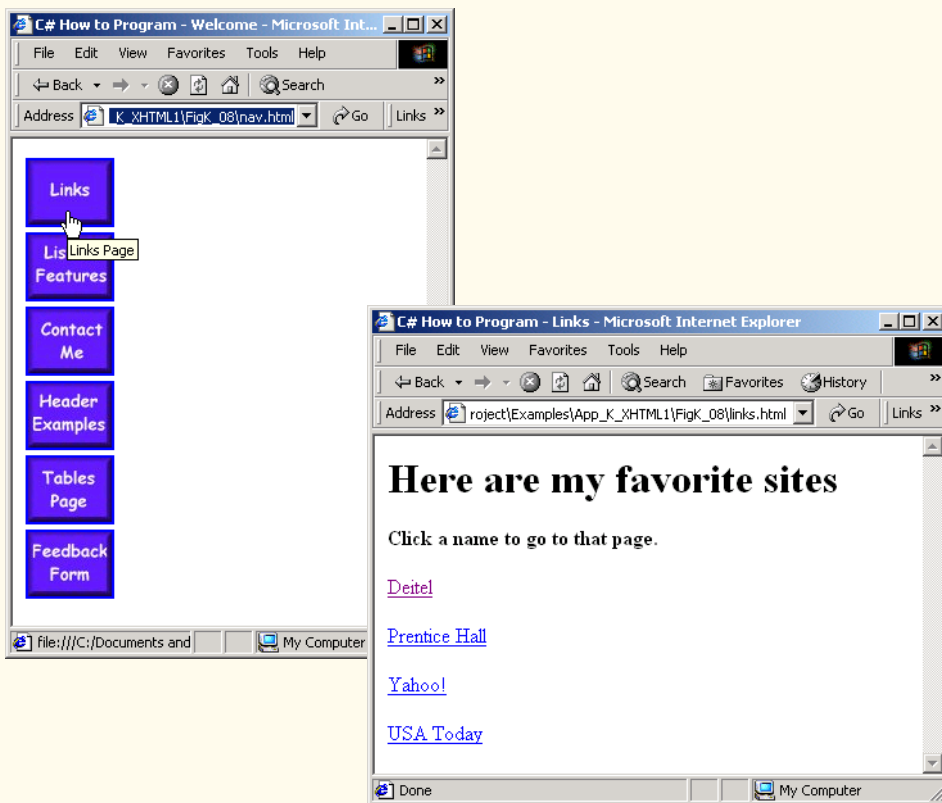 C# How to Program - Welcome - Microsoft Int...
File Edit View Favorites Tools Help
Back Search »
Address K_XHTML1\FigK_08\nav.html Go Links »
Links
Links Page
Features
Contact
Me
Header
Examples
Tables
Page
Feedback
Form
file:///C:/Documents and My Computer
C# How to Program - Links - Microsoft Internet Explorer
File Edit View Favorites Tools Help
Back Search Favorites History »
Address roject\Examples\App_K_XHTML1\FigK_08\links.html Go Links »
Here are my favorite sites
Click a name to go to that page.
Deitel
Prentice Hall
Yahoo!
USA Today
Done My Computer